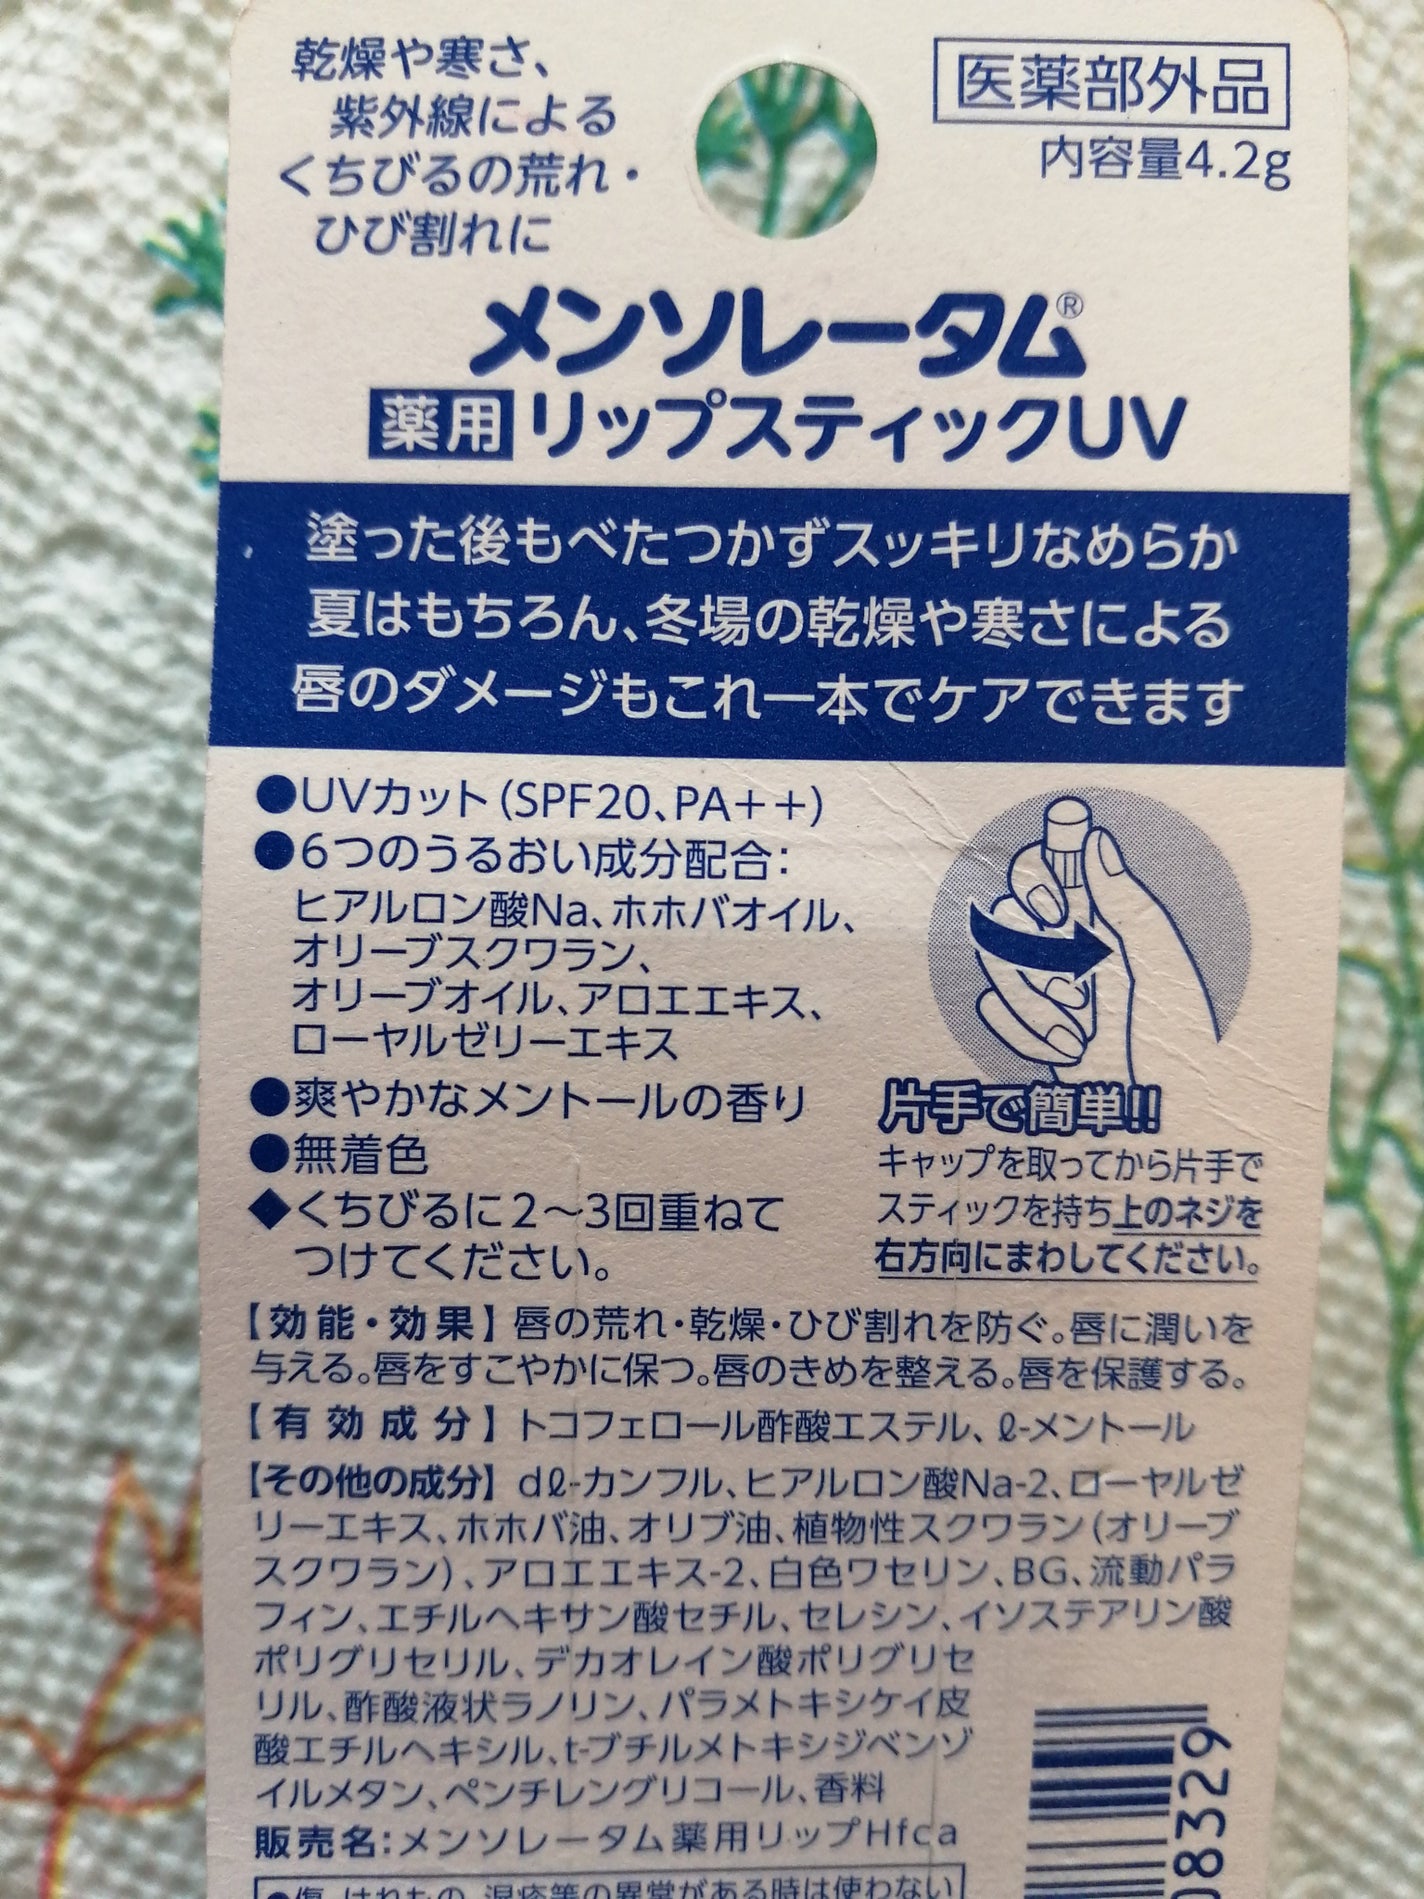 乾燥や寒さ、
紫外線による
くちびるの荒れ・
ひび割れに
医薬部外品
内容量4.2g
メンソレータム®
薬用リップスティックUV
塗った後もべたつかずスッキリなめらか
夏はもちろん、冬場の乾燥や寒さによる
唇のダメージもこれ一本でケアできます
●UVカット(SPF20、PA++)
●6つのうるおい成分配合:
ヒアルロン酸Na、ホホバオイル、
オリーブスクワラン、
オリーブオイル、アロエエキス、
ローヤルゼリーエキス
●爽やかなメントールの香り
●無着色
◆くちびるに2〜3回重ねて
つけてください。
片手で簡単!!
キャップを取ってから片手で
スティックを持ち上のネジを
右方向にまわしてください。
【効能・効果】唇の荒れ・乾燥・ひび割れを防ぐ。唇に潤いを
与える。唇をすこやかに保つ。唇のきめを整える。唇を保護する。
【有効成分】トコフェロール酢酸エステル、ℓ-メントール
【その他の成分】dℓ-カンフル、ヒアルロン酸Na-2、ローヤルゼ
リーエキス、ホホバ油、オリブ油、植物性スクワラン(オリーブ
スクワラン)、アロエエキス-2、白色ワセリン、BG、流動パラ
フィン、エチルヘキサン酸セチル、セレシン、イソステアリン酸
ポリグリセリル、デカオレイン酸ポリグリセ
リル、酢酸液状ラノリン、パラメトキシケイ皮
酸エチルヘキシル、t-ブチルメトキシジベンゾ
イルメタン、ペンチレングリコール、香料
販売名:メンソレータム薬用リップHfca
●傷、はれもの、湿疹等の異常がある時は使わない
08329